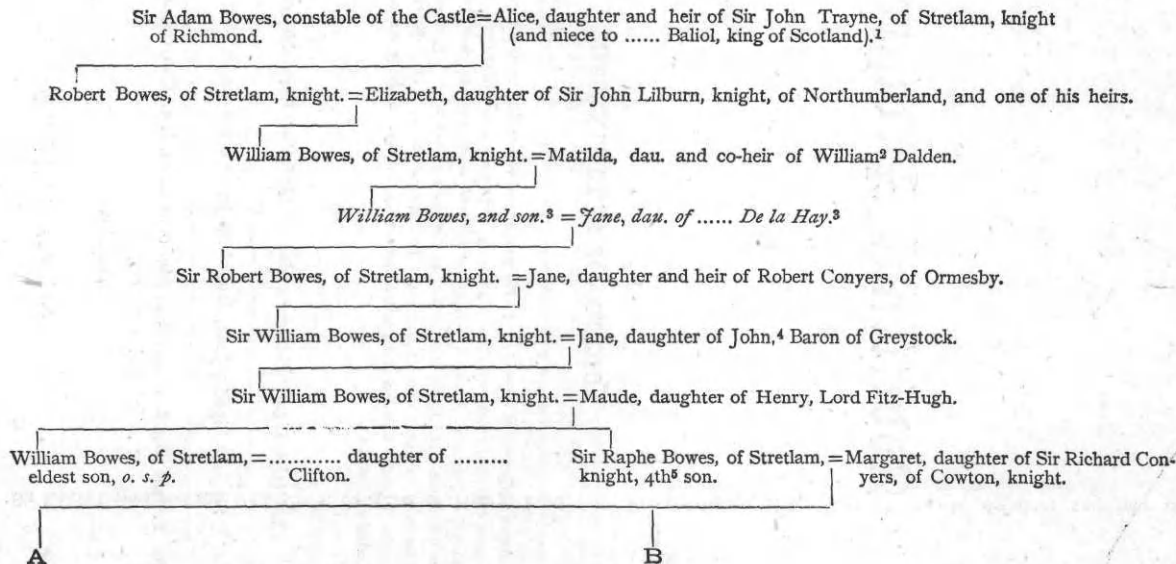 Sir Adam Bowes, constable of the Castle=Alice, daughter and heir of Sir John Trayne, of Stretlam, knight
of Richmond. (and niece to ...... Baliol, king of Scotland).¹
Robert Bowes, of Stretlam, knight.=Elizabeth, daughter of Sir John Lilburn, knight, of Northumberland, and one of his heirs.
William Bowes, of Stretlam, knight.=Matilda, dau. and co-heir of William² Dalden.
William Bowes, 2nd son.³ =Jane, dau. of ...... De la Hay.³
Sir Robert Bowes, of Stretlam, knight. =Jane, daughter and heir of Robert Conyers, of Ormesby.
Sir William Bowes, of Stretlam, knight.=Jane, daughter of John,⁴ Baron of Greystock.
Sir William Bowes, of Stretlam, knight.=Maude, daughter of Henry, Lord Fitz-Hugh.
William Bowes, of Stretlam,=............ daughter of ......... Sir Raphe Bowes, of Stretlam,=Margaret, daughter of Sir Richard Con-
eldest son, o. s. p. Clifton. knight, 4th⁵ son. yers, of Cowton, knight.
A B